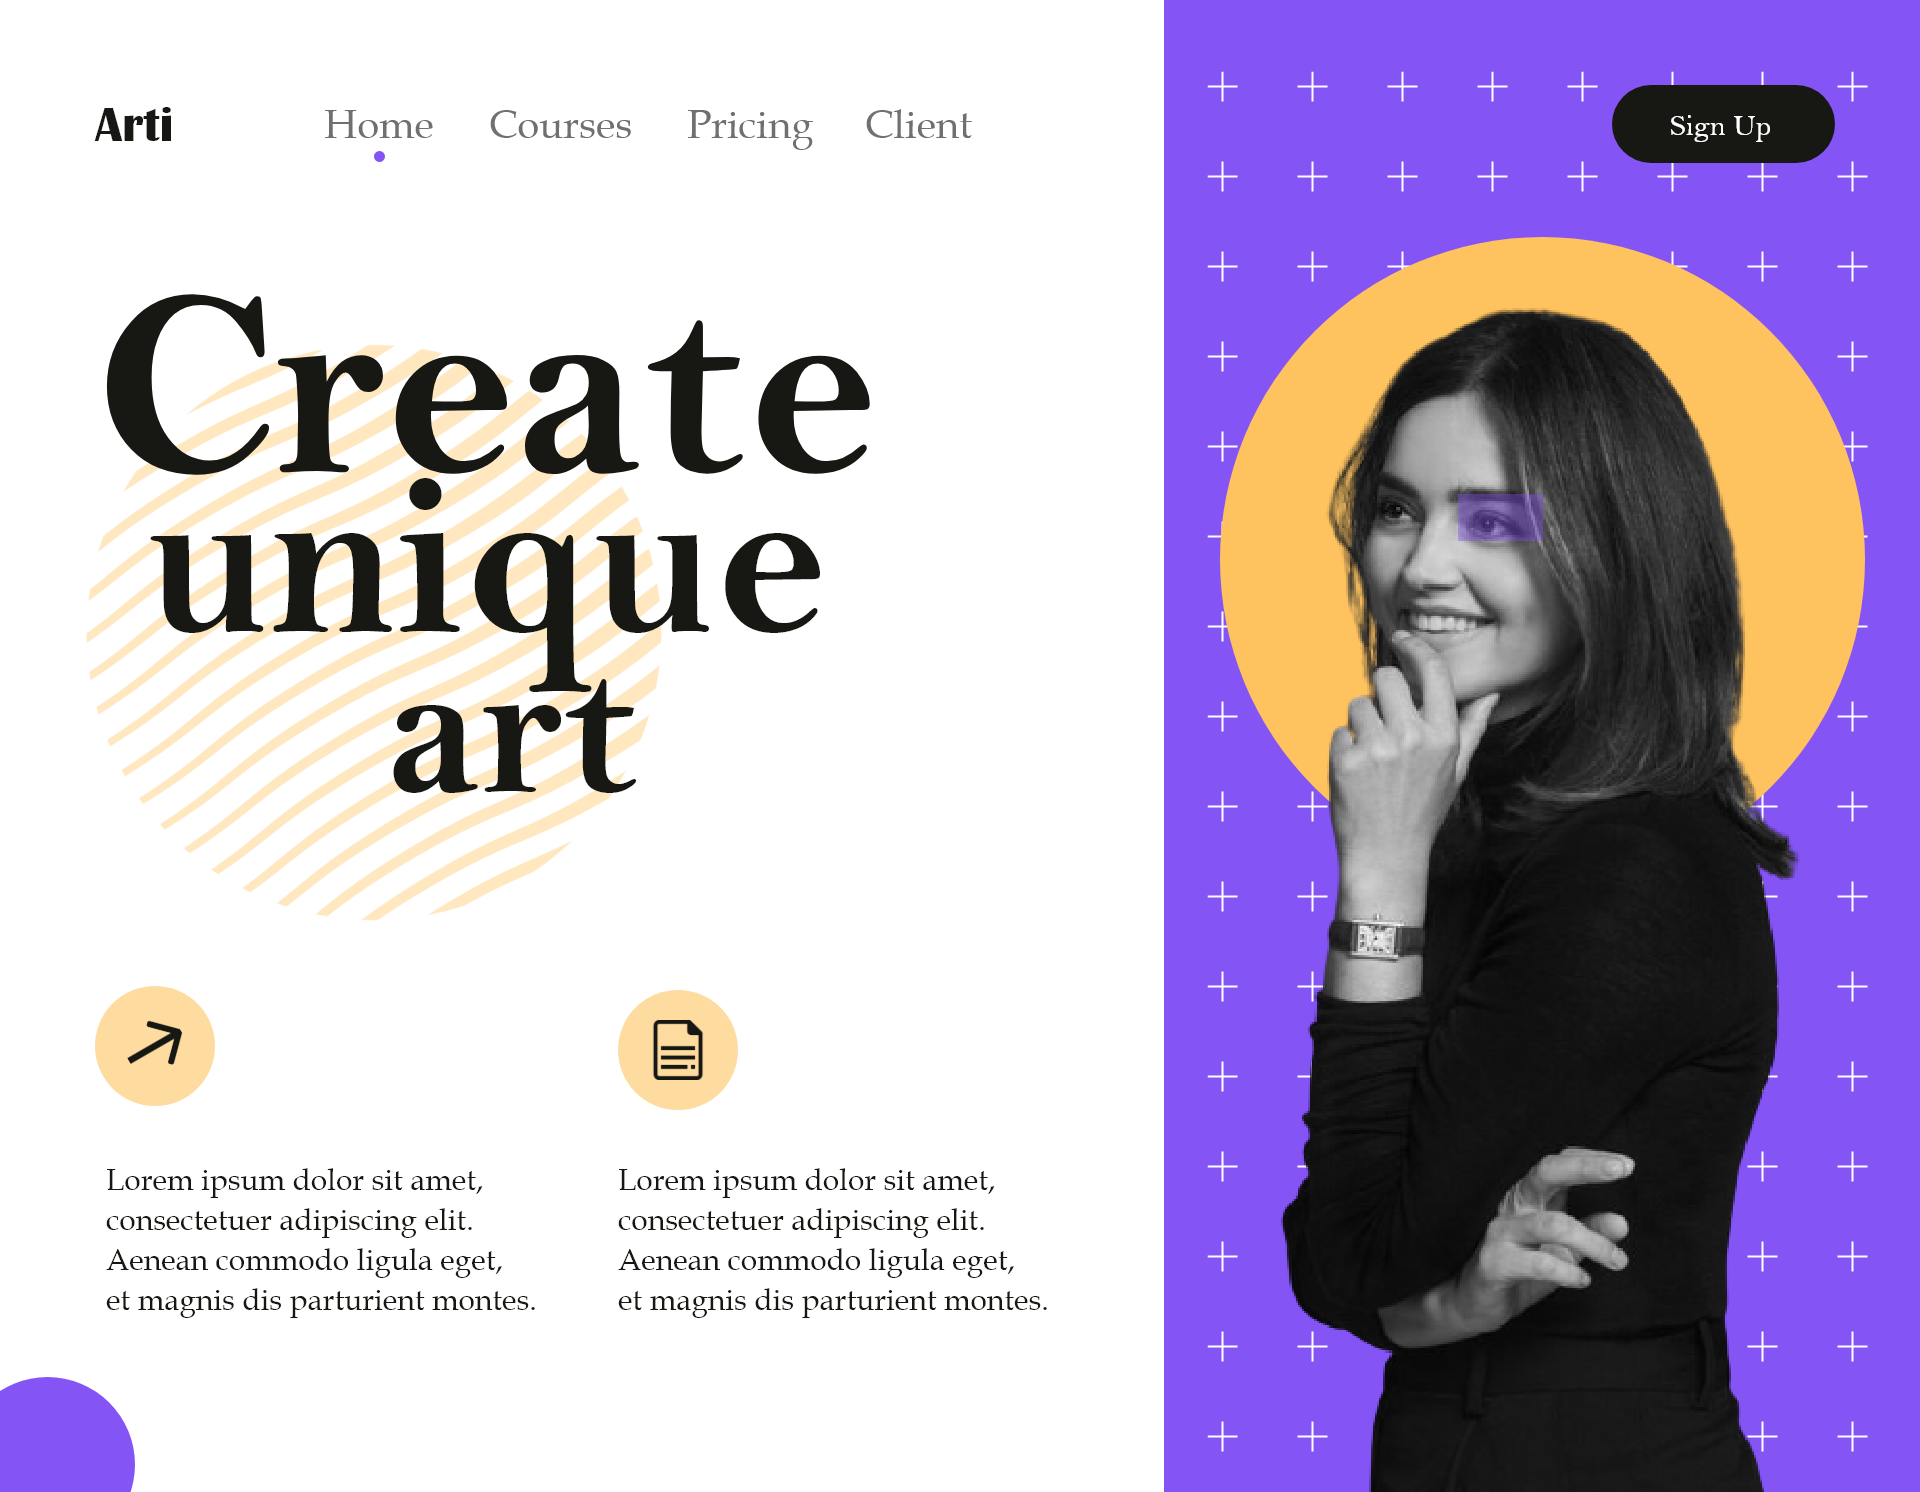 Arti
Home Courses Pricing Client
Sign Up
Create
unique
art
Lorem ipsum dolor sit amet,
consectetuer adipiscing elit.
Aenean commodo ligula eget,
et magnis dis parturient montes.
Lorem ipsum dolor sit amet,
consectetuer adipiscing elit.
Aenean commodo ligula eget,
et magnis dis parturient montes.